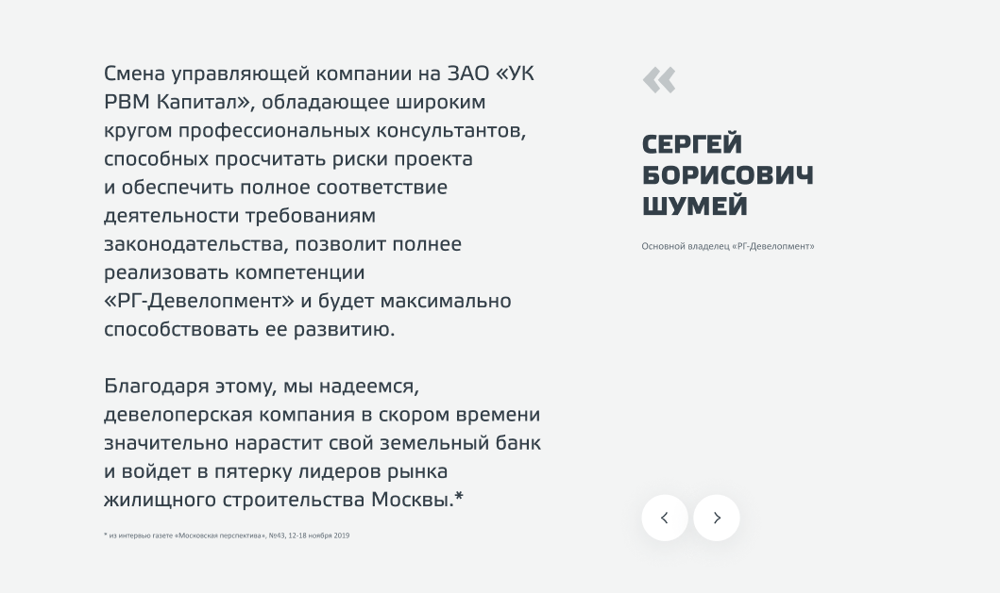 Смена управляющей компании на ЗАО «УК
РВМ Капитал», обладающее широким
кругом профессиональных консультантов,
способных просчитать риски проекта
и обеспечить полное соответствие
деятельности требованиям
законодательства, позволит полнее
реализовать компетенции
«РГ-Девелопмент» и будет максимально
способствовать ее развитию.
Благодаря этому, мы надеемся,
девелоперская компания в скором времени
значительно нарастит свой земельный банк
и войдет в пятерку лидеров рынка
жилищного строительства Москвы.*
* из интервью газете «Московская перспектива», №43, 12-18 ноября 2019
«
СЕРГЕЙ
БОРИСОВИЧ
ШУМЕЙ
Основной владелец «РГ-Девелопмент»